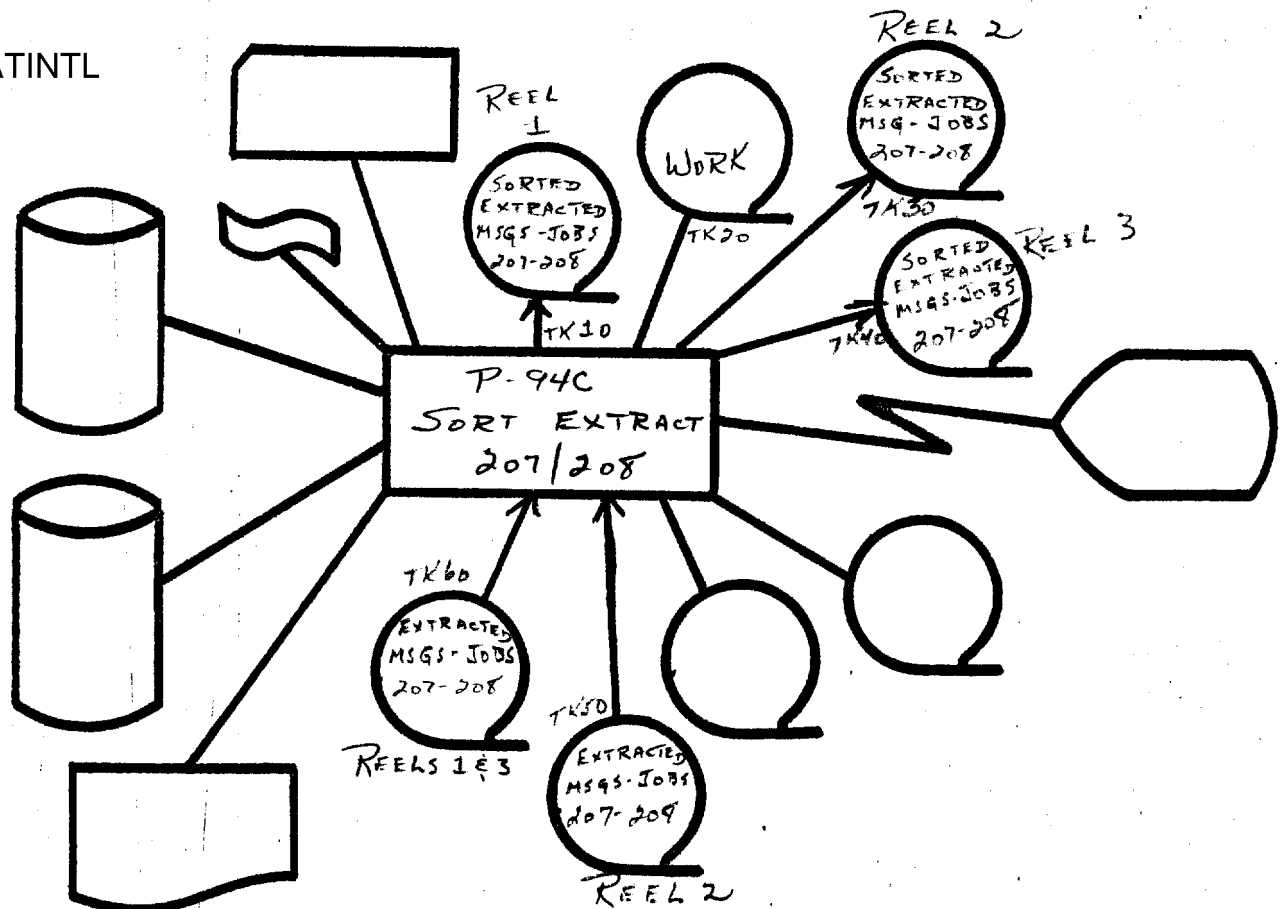 ATINTL
REEL 2
SORTED
EXTRACTED
MSG-JOBS
207-208
TK30
REEL
1
SORTED
EXTRACTED
MSGS-JOBS
207-208
TK10
WORK
TK20
REEL 3
SORTED
EXTRACTED
MSGS-JOBS
207-208
TK40
P-94C
SORT EXTRACT
207/208
TK60
EXTRACTED
MSGS-JOBS
207-208
REELS 1 & 3
TK50
EXTRACTED
MSGS-JOBS
207-208
REEL 2